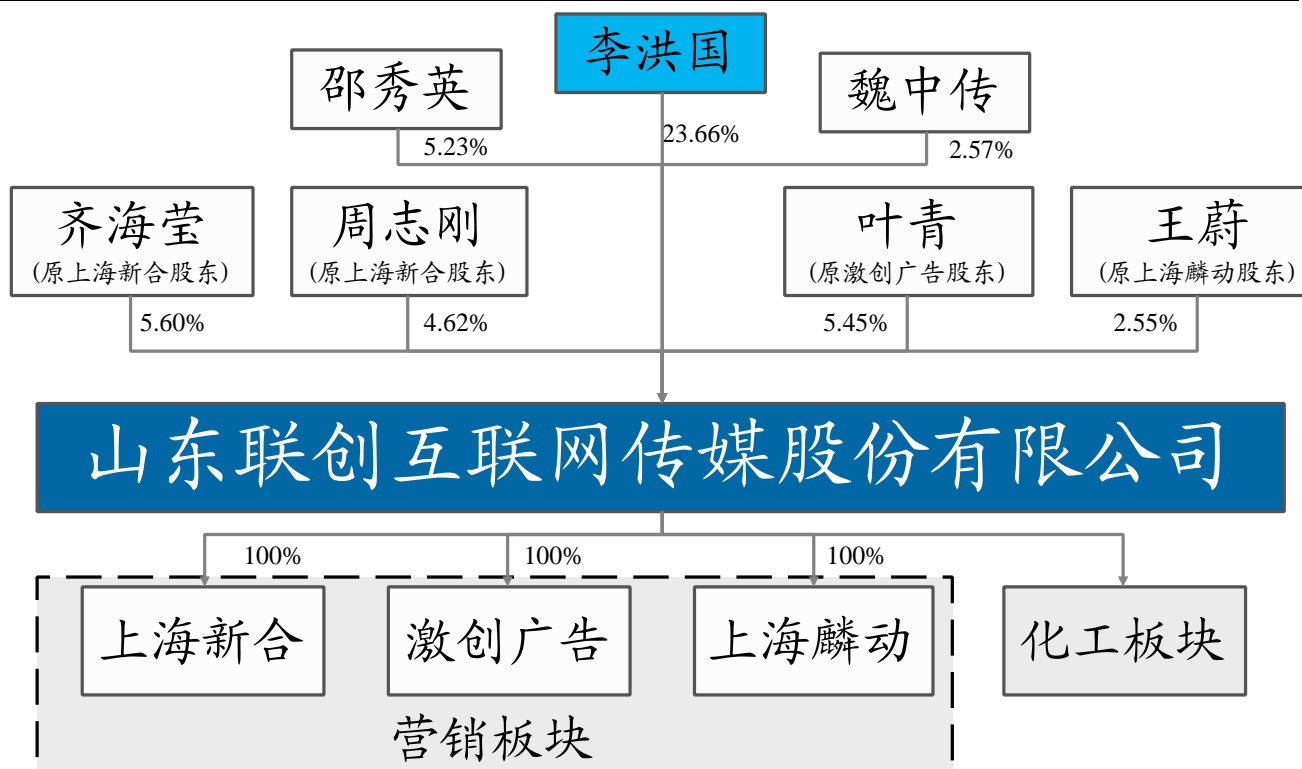 李洪国
邵秀英
魏中传
5.23%
23.66%
2.57%
齐海莹
(原上海新合股东)
周志刚
(原上海新合股东)
叶青
(原激创广告股东)
王蔚
(原上海麟动股东)
5.60%
4.62%
5.45%
2.55%
山东联创互联网传媒股份有限公司
100%
100%
100%
上海新合
激创广告
上海麟动
化工板块
营销板块